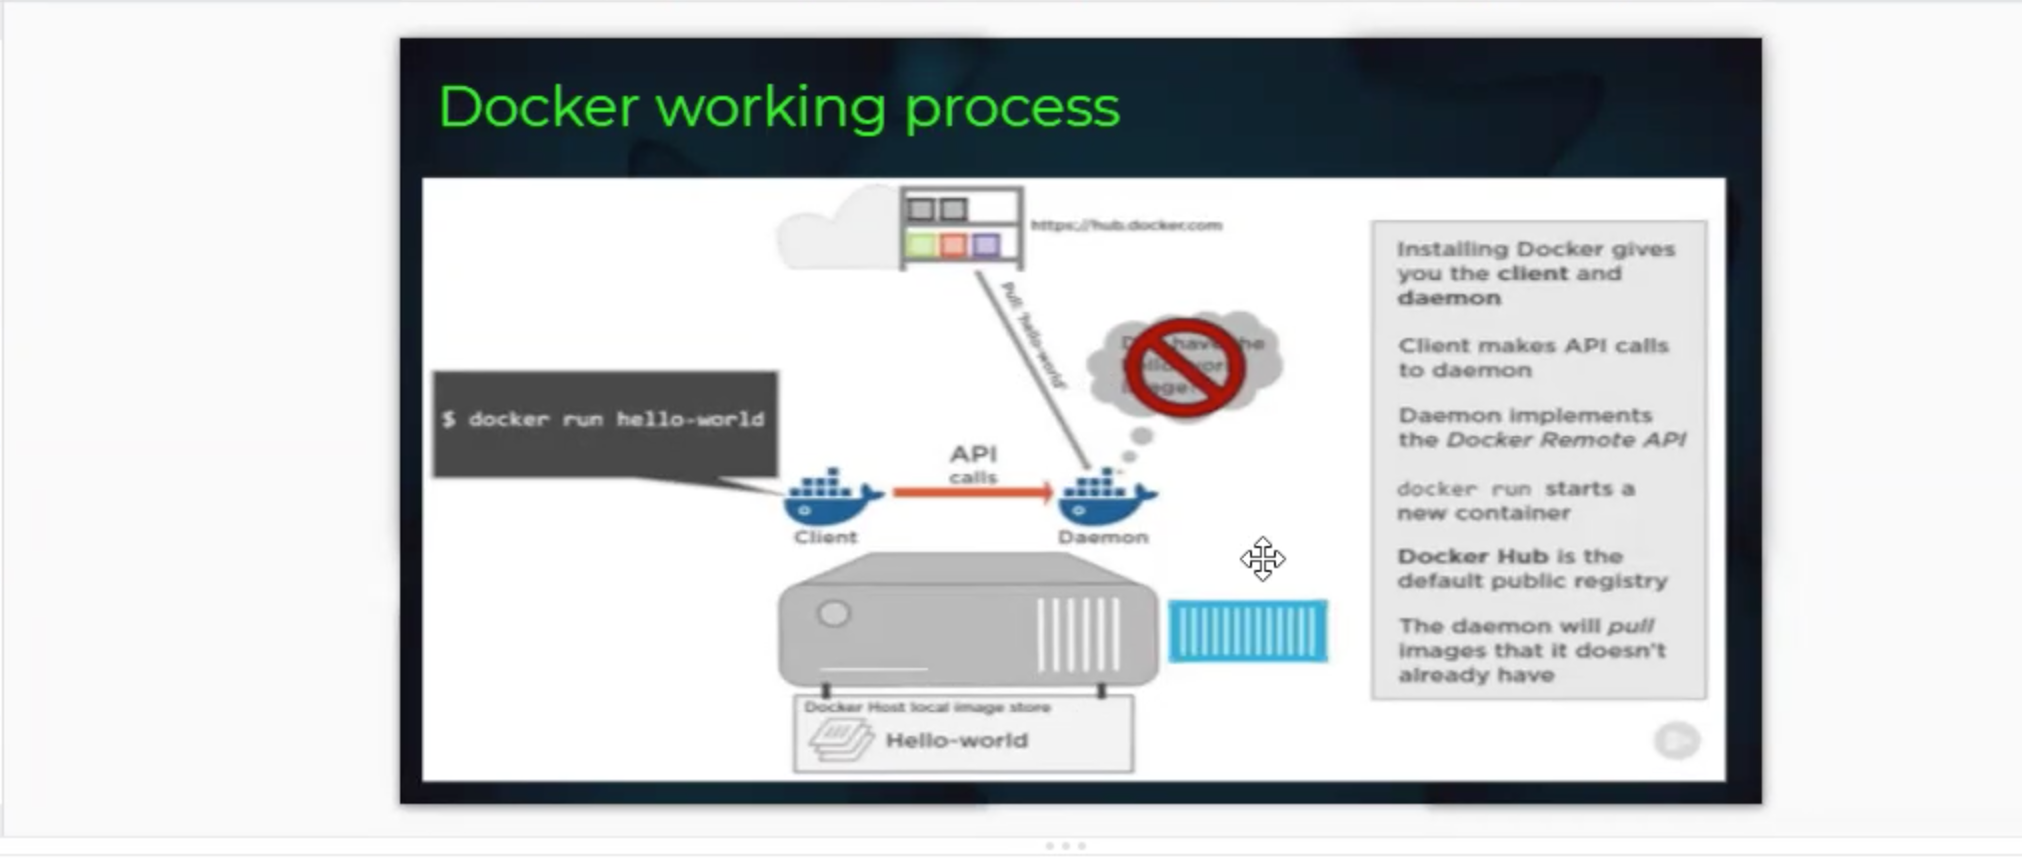 Docker working process
https://hub.docker.com
Pull: 'hello-world'
have the
$ docker run hello-world
API
calls
Client
Daemon
Docker Host local image store
Hello-world
Installing Docker gives
you the client and
daemon
Client makes API calls
to daemon
Daemon implements
the Docker Remote API
docker run starts a
new container
Docker Hub is the
default public registry
The daemon will pull
images that it doesn't
already have